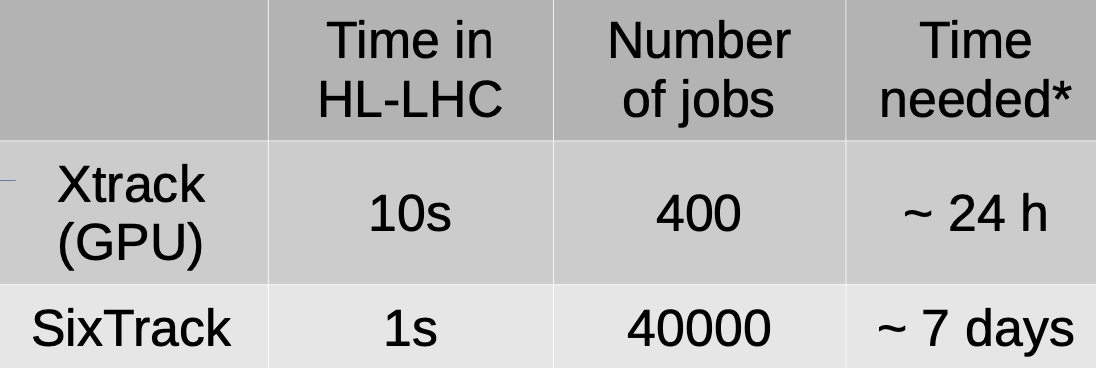 Time in
HL-LHC
Number
of jobs
Time
needed*
Xtrack
(GPU)
10s
400
~ 24 h
SixTrack
1s
40000
~ 7 days